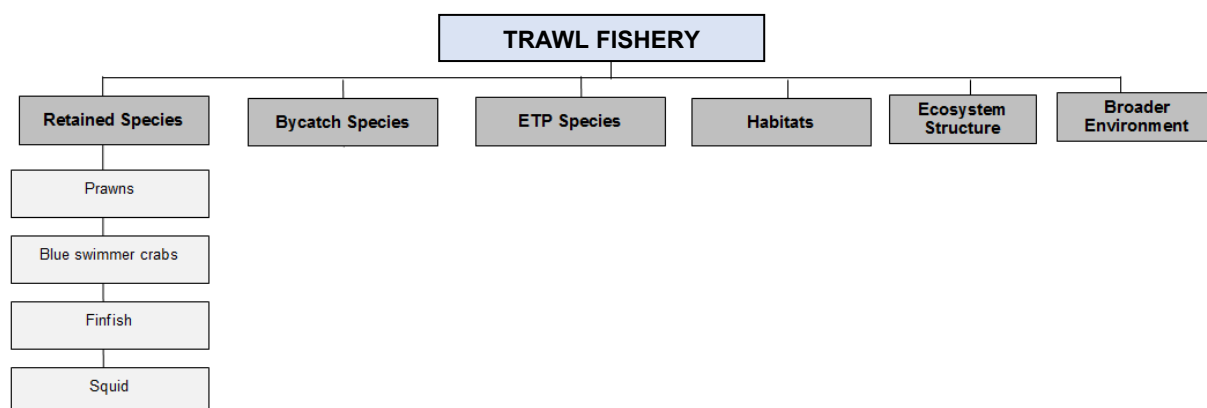 TRAWL FISHERY
Retained Species
Bycatch Species
ETP Species
Habitats
Ecosystem
Structure
Broader
Environment
Prawns
Blue swimmer crabs
Finfish
Squid